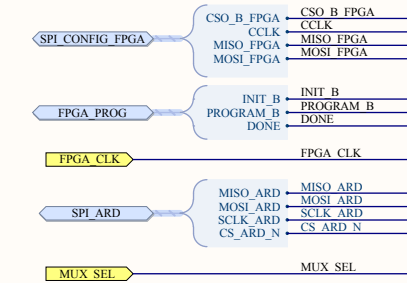 CSO_B_FPGA CSO_B_FPGA
CCLK CCLK
SPI_CONFIG_FPGA MISO_FPGA MISO_FPGA
MOSI_FPGA MOSI_FPGA
INIT_B INIT_B
FPGA_PROG PROGRAM_B PROGRAM_B
DONE DONE
FPGA_CLK FPGA_CLK
MISO_ARD MISO_ARD
MOSI_ARD MOSI_ARD
SPI_ARD SCLK_ARD SCLK_ARD
CS_ARD_N CS_ARD_N
MUX_SEL MUX_SEL